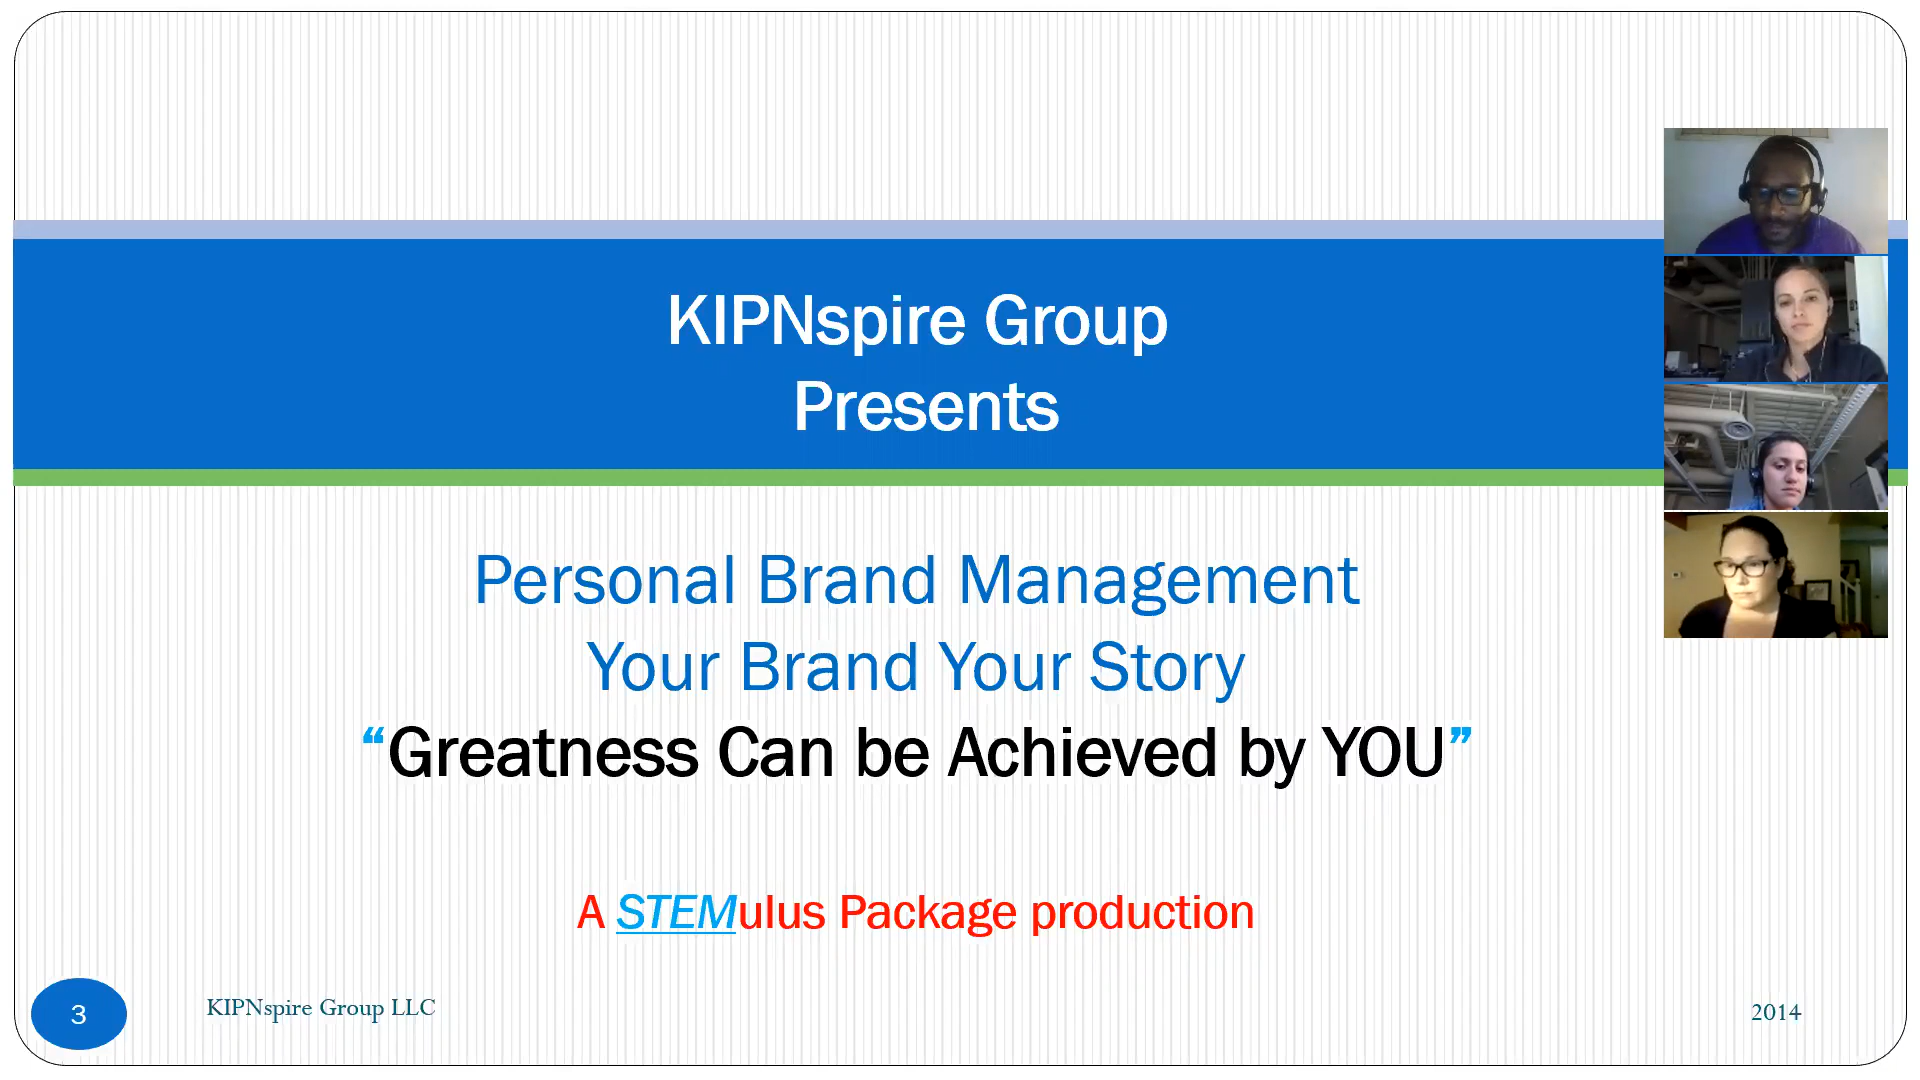 KIPNspire Group
Presents
Personal Brand Management
Your Brand Your Story
“Greatness Can be Achieved by YOU”
A STEMulus Package production
3
KIPNspire Group LLC
2014